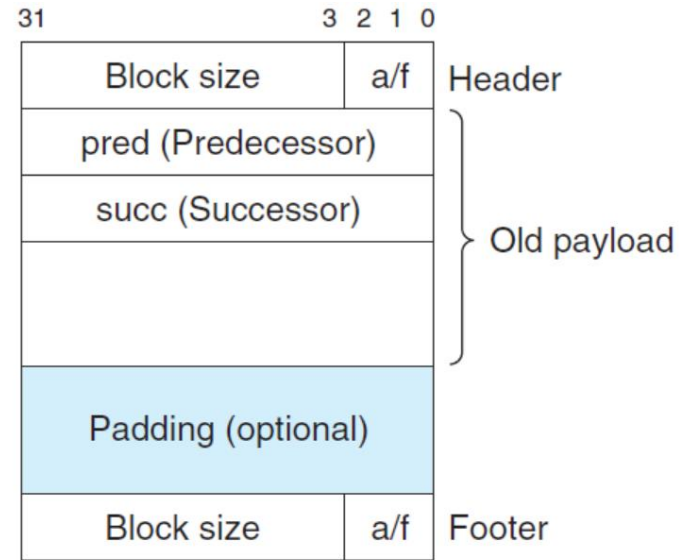 31 3 2 1 0
Block size a/f Header
pred (Predecessor)
succ (Successor)
Old payload
Padding (optional)
Block size a/f Footer